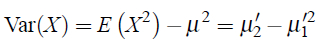 Var(X) = E (X²) − μ² = μ′₂ − μ′₁²